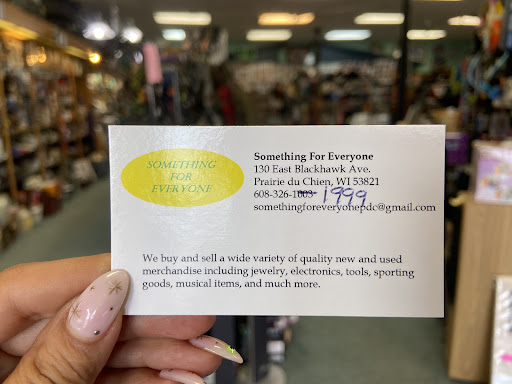 SOMETHING
FOR
EVERYONE
Something For Everyone
130 East Blackhawk Ave.
Prairie du Chien, WI 53821
608-326-1003 1999
somethingforeveryonepdc@gmail.com
We buy and sell a wide variety of quality new and used
merchandise including jewelry, electronics, tools, sporting
goods, musical items, and much more.